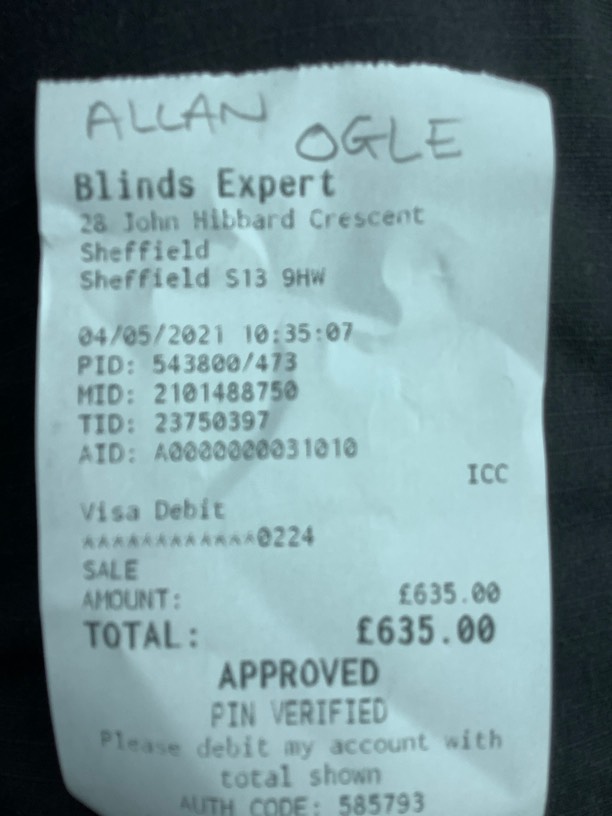 ALLAN OGLE
Blinds Expert
28 John Hibbard Crescent
Sheffield
Sheffield S13 9HW
04/05/2021 10:35:07
PID: 543800/473
MID: 2101488750
TID: 23750397
AID: A0000000031010
ICC
Visa Debit
************0224
SALE
AMOUNT: £635.00
TOTAL: £635.00
APPROVED
PIN VERIFIED
Please debit my account with
total shown
AUTH CODE: 585793